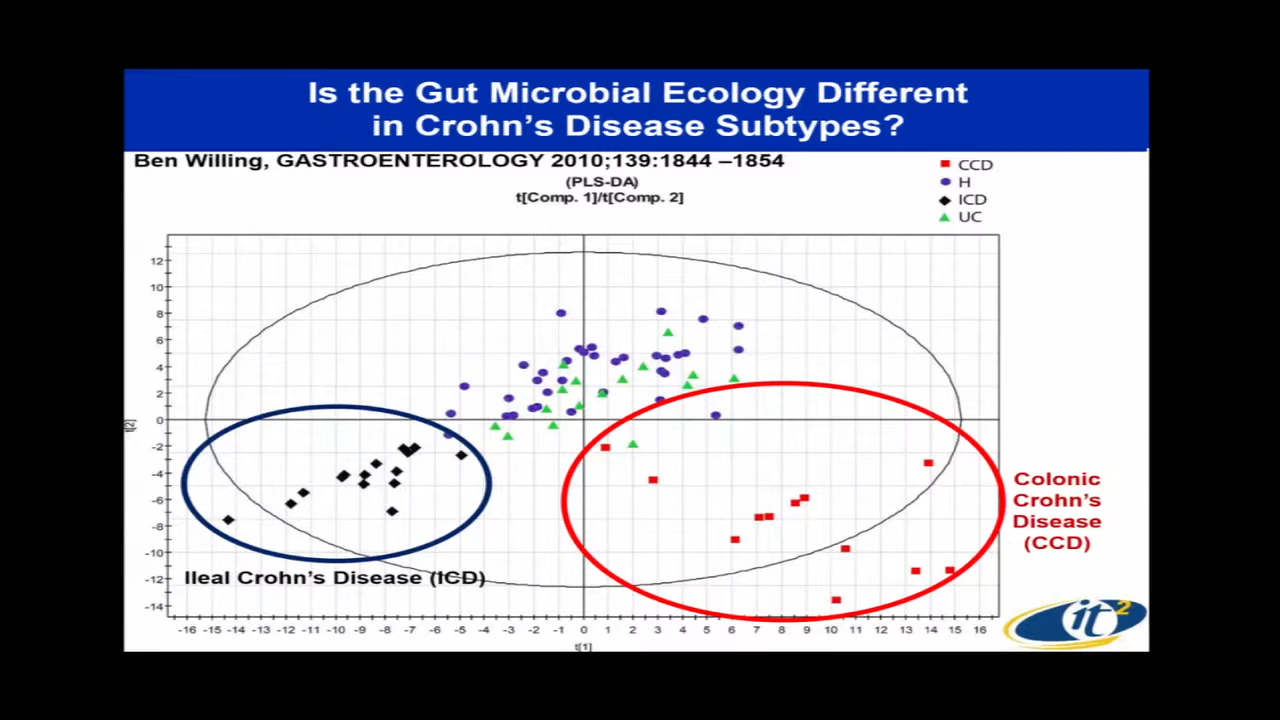 Is the Gut Microbial Ecology Different
in Crohn's Disease Subtypes?
Ben Willing, GASTROENTEROLOGY 2010;139:1844 –1854
(PLS-DA)
t[Comp. 1]/t[Comp. 2]
CCD
H
ICD
UC
12
10
8
6
4
2
0
-2
-4
-6
-8
-10
-12
-14
t[2]
Colonic
Crohn's
Disease
(CCD)
Ileal Crohn's Disease (ICD)
-16 -15 -14 -13 -12 -11 -10 -9 -8 -7 -6 -5 -4 -3 -2 -1 0 1 2 3 4 5 6 7 8 9 10 11 12 13 14 15 16
t[1]
it2